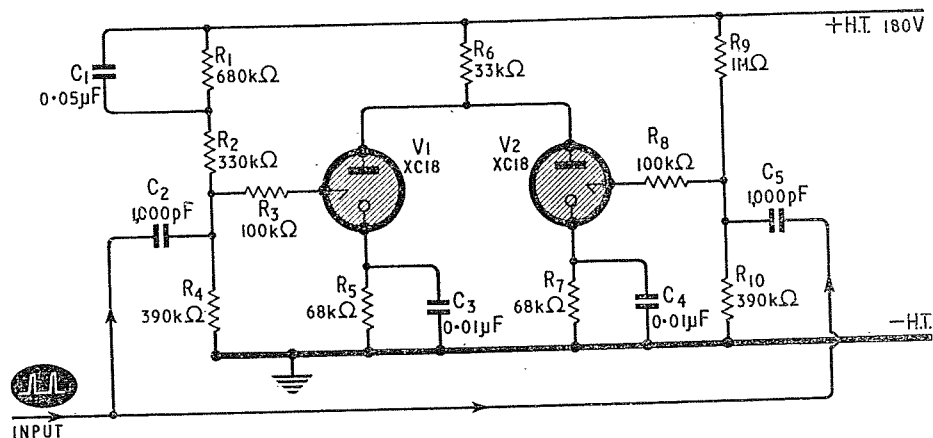 +H.T. 180V
C1
0·05µF
R1
680kΩ
R6
33kΩ
R9
1MΩ
R2
330kΩ
V1
XC18
V2
XC18
R8
100kΩ
C2
1,000pF
R3
100kΩ
C5
1,000pF
R4
390kΩ
R5
68kΩ
C3
0·01µF
R7
68kΩ
C4
0·01µF
R10
390kΩ
—H.T.
INPUT